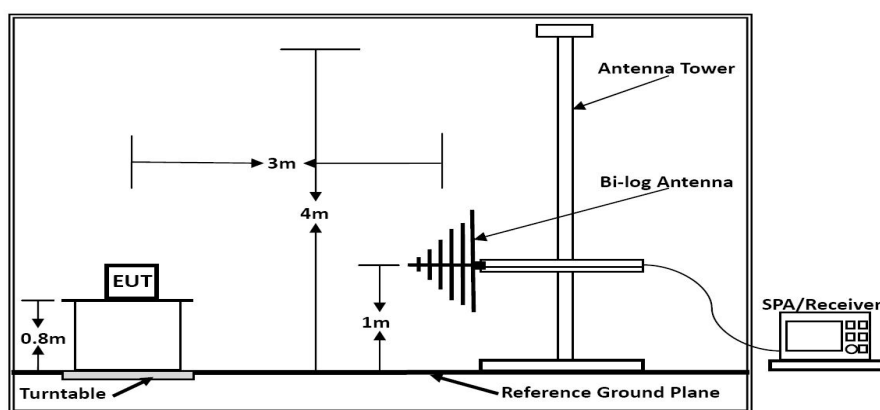 Antenna Tower
3m
Bi-log Antenna
4m
EUT
SPA/Receiver
1m
0.8m
Turntable
Reference Ground Plane